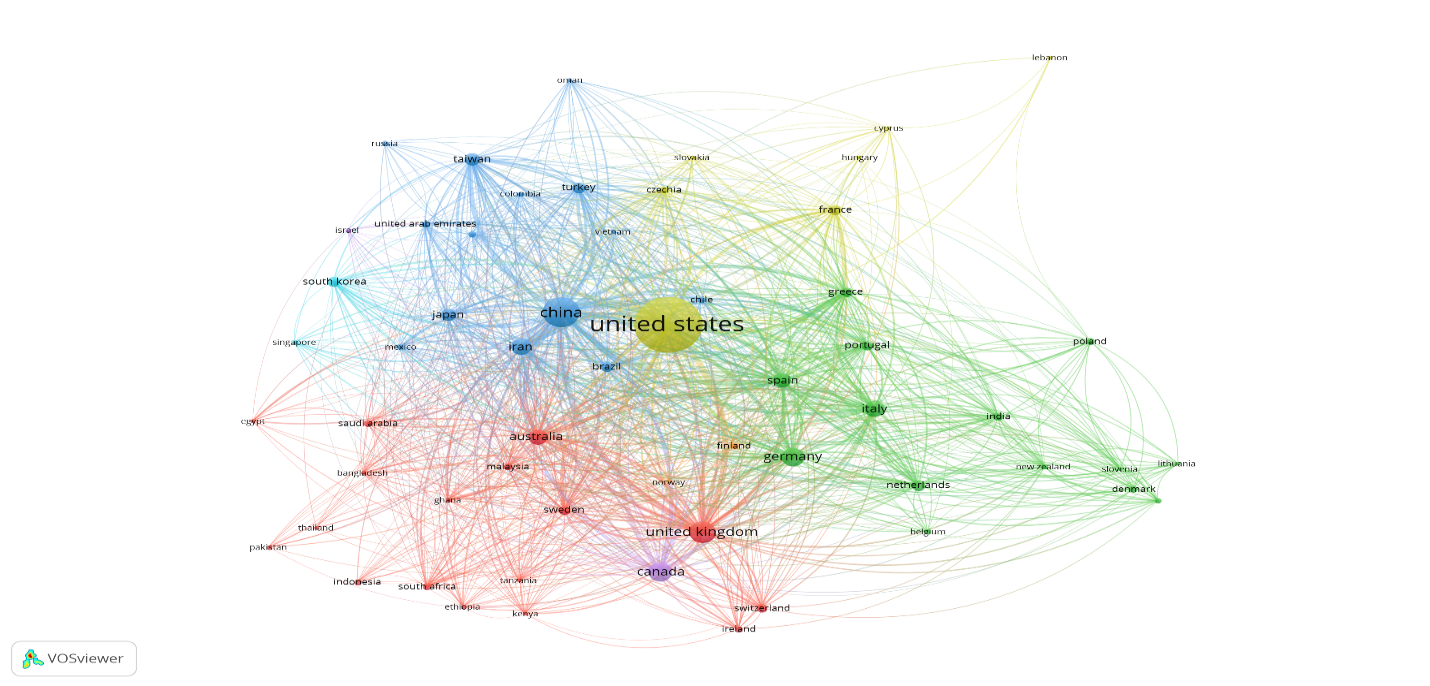 lebanon
oman
cyprus
russia
taiwan
slovakia
hungary
turkey
czechia
colombia
france
united arab emirates
israel
vietnam
south korea
greece
chile
china
japan
united states
singapore
mexico
iran
portugal
poland
brazil
spain
italy
india
egypt
saudi arabia
australia
finland
germany
malaysia
new zealand
slovenia
lithuania
bangladesh
norway
netherlands
denmark
ghana
sweden
thailand
united kingdom
belgium
pakistan
canada
indonesia
south africa
tanzania
ethiopia
kenya
switzerland
ireland
VOSviewer